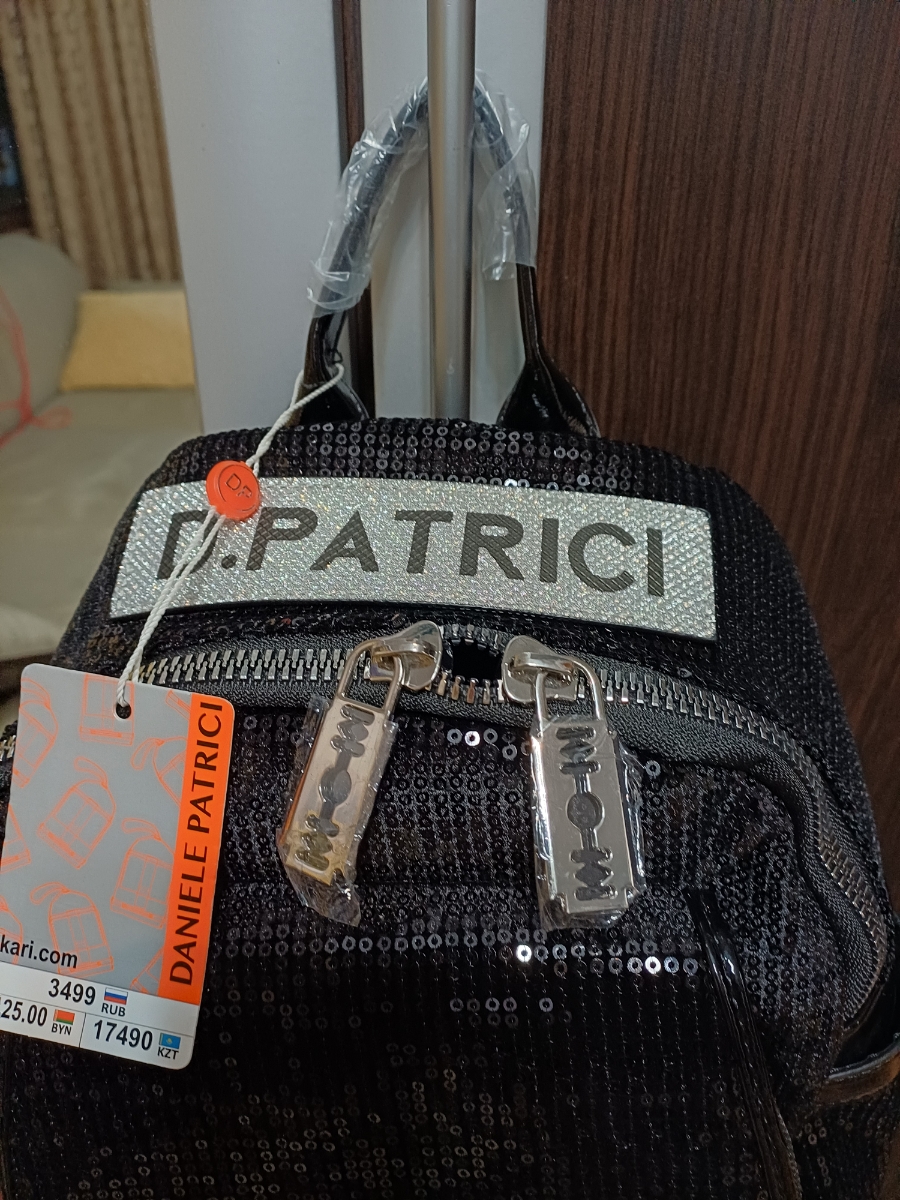 D.P
D.PATRICI
DANIELE PATRICI
kari.com
3499 RUB
25.00 BYN
17490 KZT